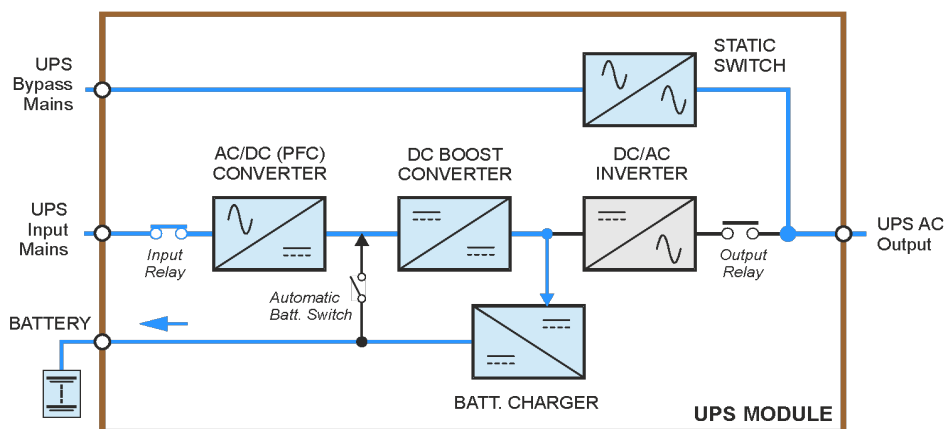 UPS
Bypass
Mains
STATIC
SWITCH
AC/DC (PFC)
CONVERTER
DC BOOST
CONVERTER
DC/AC
INVERTER
UPS
Input
Mains
Input
Relay
Output
Relay
UPS AC
Output
Automatic
Batt. Switch
BATTERY
BATT. CHARGER
UPS MODULE